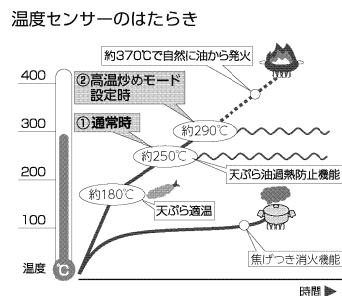 温度センサーのはたらき
約370℃で自然に油から発火
400
②高温炒めモード
設定時
300
約290℃
①通常時
約250℃
200
天ぷら油過熱防止機能
約180℃
天ぷら適温
100
焦げつき消火機能
温度
℃
時間▶